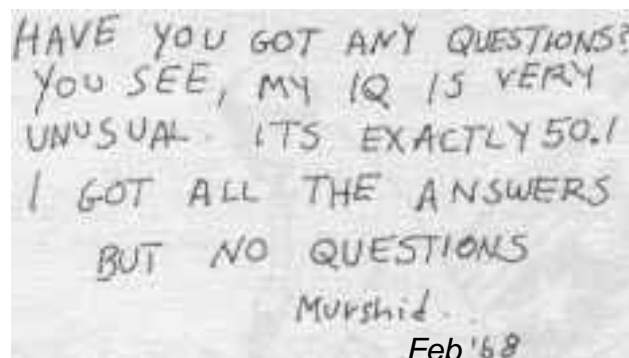 HAVE YOU GOT ANY QUESTIONS?
YOU SEE, MY IQ IS VERY
UNUSUAL. ITS EXACTLY 50.1
I GOT ALL THE ANSWERS
BUT NO QUESTIONS
Murshid..
Feb '68